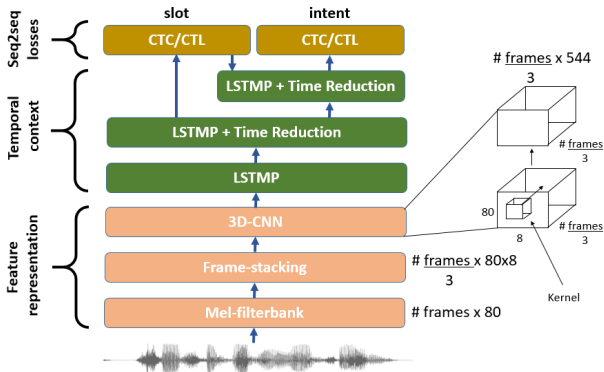 slot
intent
Seq2seq
losses
CTC/CTL
CTC/CTL
# frames x 544
3
LSTMP + Time Reduction
Temporal
context
LSTMP + Time Reduction
# frames
3
LSTMP
Feature
representation
3D-CNN
80
8
# frames
3
Frame-stacking
# frames x 80x8
3
Kernel
Mel-filterbank
# frames x 80